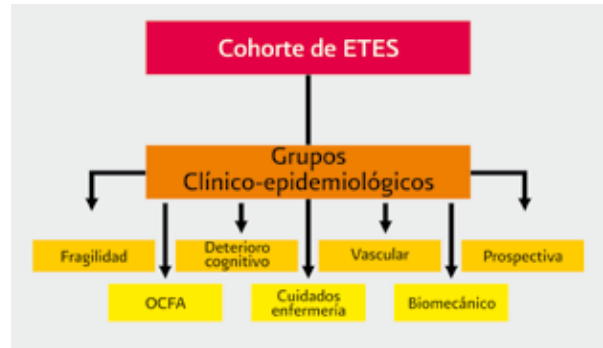 Cohorte de ETES
Grupos
Clínico-epidemiológicos
Fragilidad
Deterioro
cognitivo
Vascular
Prospectiva
OCFA
Cuidados
enfermería
Biomecánico